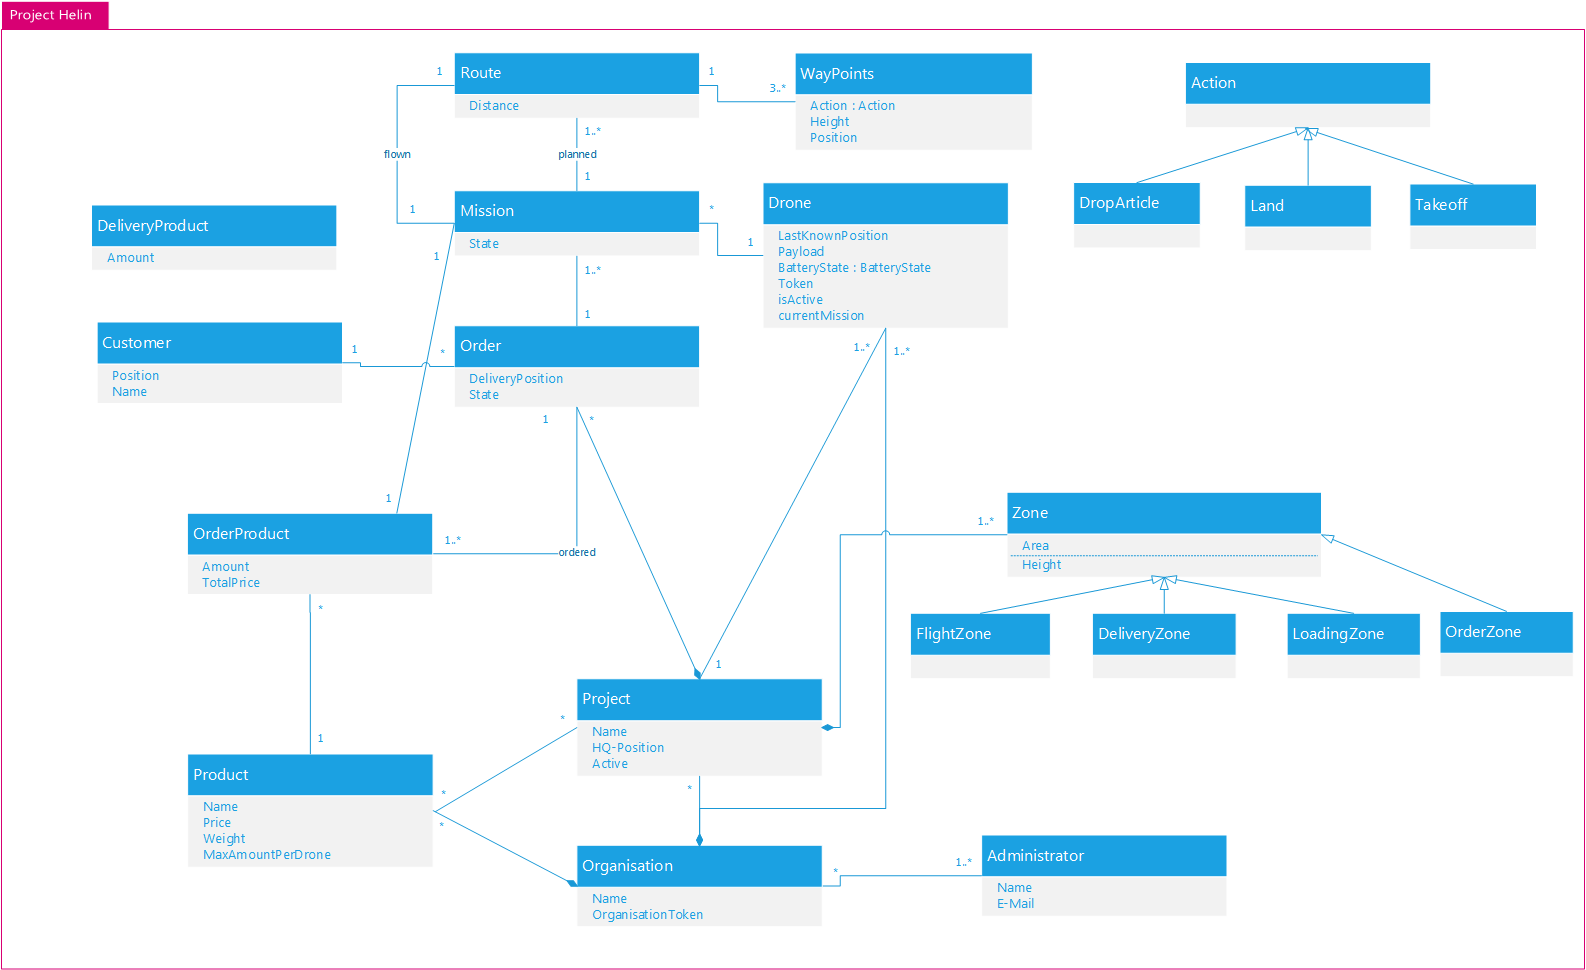 Project Helin
Route
Distance
1
1
3..*
WayPoints
Action : Action
Height
Position
Action
DropArticle
Land
Takeoff
1..*
flown
planned
1
1
Mission
State
*
1
Drone
LastKnownPosition
Payload
BatteryState : BatteryState
Token
isActive
currentMission
DeliveryProduct
Amount
1
1..*
1
Customer
Position
Name
1
*
Order
DeliveryPosition
State
1..*
1..*
1
*
1
OrderProduct
Amount
TotalPrice
1..*
ordered
*
1
Zone
Area
Height
1..*
FlightZone
DeliveryZone
LoadingZone
OrderZone
1
Project
Name
HQ-Position
Active
*
*
*
*
Product
Name
Price
Weight
MaxAmountPerDrone
Organisation
Name
OrganisationToken
*
1..*
Administrator
Name
E-Mail